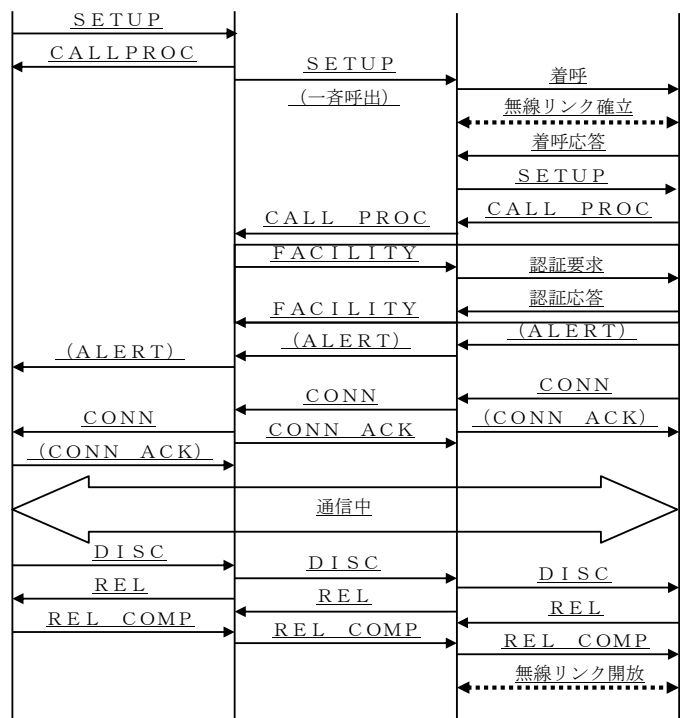 ＳＥＴＵＰ
ＣＡＬＬＰＲＯＣ
ＳＥＴＵＰ
（一斉呼出）
着呼
無線リンク確立
着呼応答
ＳＥＴＵＰ
ＣＡＬＬ　ＰＲＯＣ
ＣＡＬＬ　ＰＲＯＣ
ＦＡＣＩＬＩＴＹ
認証要求
認証応答
ＦＡＣＩＬＩＴＹ
（ＡＬＥＲＴ）
（ＡＬＥＲＴ）
（ＡＬＥＲＴ）
ＣＯＮＮ
ＣＯＮＮ
ＣＯＮＮ
（ＣＯＮＮ　ＡＣＫ）
ＣＯＮＮ　ＡＣＫ
（ＣＯＮＮ　ＡＣＫ）
通信中
ＤＩＳＣ
ＤＩＳＣ
ＤＩＳＣ
ＲＥＬ
ＲＥＬ
ＲＥＬ
ＲＥＬ　ＣＯＭＰ
ＲＥＬ　ＣＯＭＰ
ＲＥＬ　ＣＯＭＰ
無線リンク開放